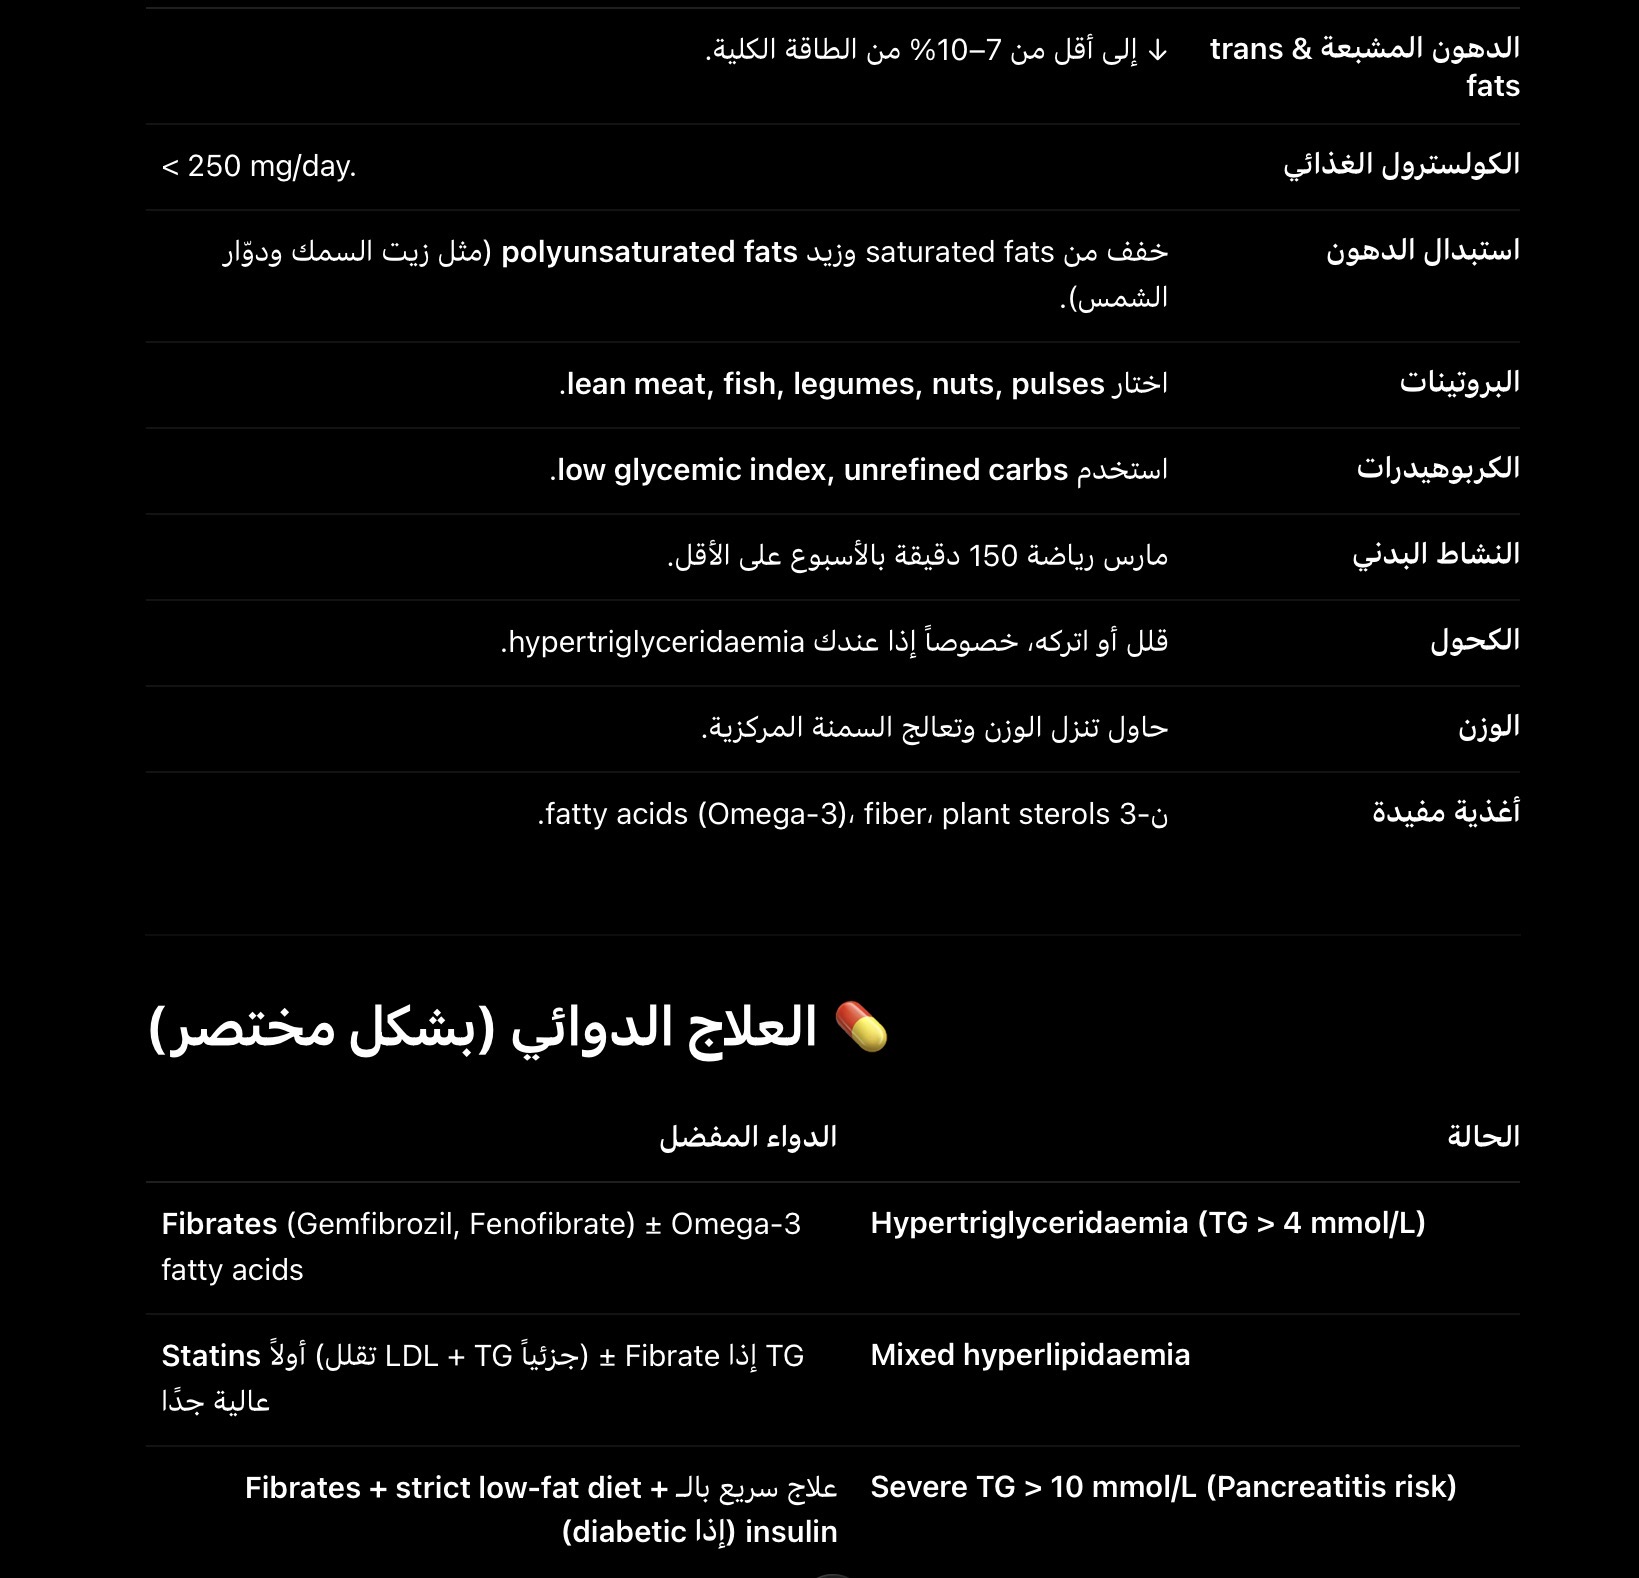 الدهون المشبعة & trans
fats
↓ إلى أقل من 7–10% من الطاقة الكلية.
الكولسترول الغذائي
< 250 mg/day.
استبدال الدهون
خفف من saturated fats وزيد polyunsaturated fats (مثل زيت السمك ودوّار
الشمس).
البروتينات
اختار lean meat, fish, legumes, nuts, pulses.
الكربوهيدرات
استخدم low glycemic index, unrefined carbs.
النشاط البدني
مارس رياضة 150 دقيقة بالأسبوع على الأقل.
الكحول
قلل أو اتركه، خصوصاً إذا عندك hypertriglyceridaemia.
الوزن
حاول تنزل الوزن وتعالج السمنة المركزية.
أغذية مفيدة
ن-3 fatty acids (Omega-3)، fiber، plant sterols.
💊 العلاج الدوائي (بشكل مختصر)
الحالة
الدواء المفضل
Hypertriglyceridaemia (TG > 4 mmol/L)
Fibrates (Gemfibrozil, Fenofibrate) ± Omega-3
fatty acids
Mixed hyperlipidaemia
Statins أولاً (تقلل LDL + TG جزئياً) ± Fibrate إذا TG
عالية جدًا
Severe TG > 10 mmol/L (Pancreatitis risk)
علاج سريع بالـ Fibrates + strict low-fat diet +
insulin (إذا diabetic)